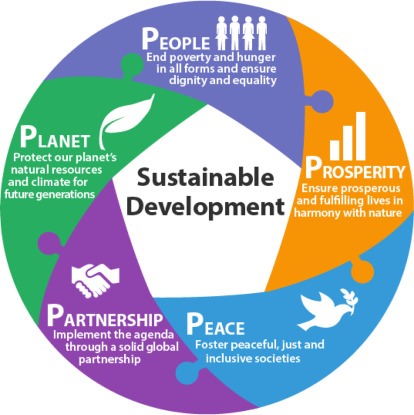 PEOPLE
End poverty and hunger
in all forms and ensure
dignity and equality
PROSPERITY
Ensure prosperous
and fulfilling lives in
harmony with nature
PEACE
Foster peaceful, just and
inclusive societies
PARTNERSHIP
Implement the agenda
through a solid global
partnership
PLANET
Protect our planet's
natural resources
and climate for
future generations
Sustainable
Development